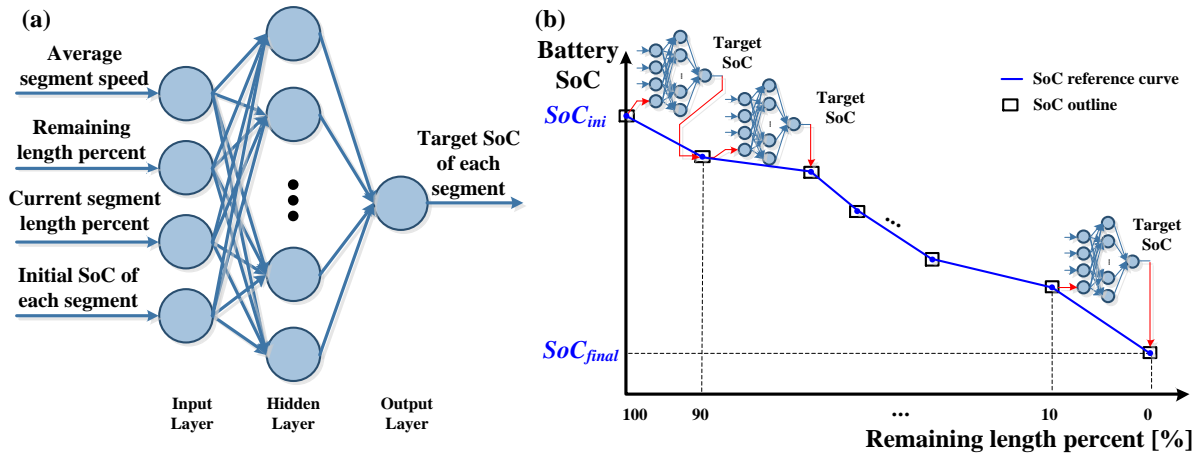 (a)
Average
segment speed
Remaining
length percent
Current segment
length percent
Initial SoC of
each segment
Target SoC
of each
segment
Input
Layer
Hidden
Layer
Output
Layer
(b)
Battery
SoC
SoC_ini
SoC_final
Target
SoC
Target
SoC
...
Target
SoC
SoC reference curve
SoC outline
100
90
...
10
0
Remaining length percent [%]